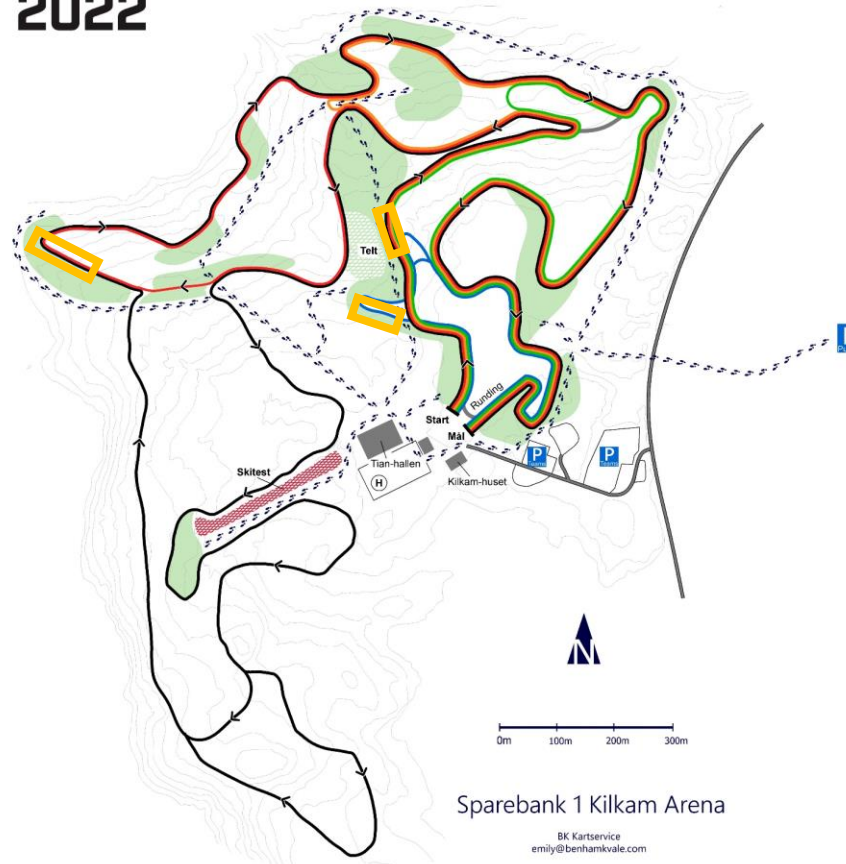 2022
Telt
Runding
Start
Mål
P
P
Tian-hallen
H
Kilkam-huset
Skitest
N
0m 100m 200m 300m
Sparebank 1 Kilkam Arena
BK Kartservice
emily@benhamkvale.com